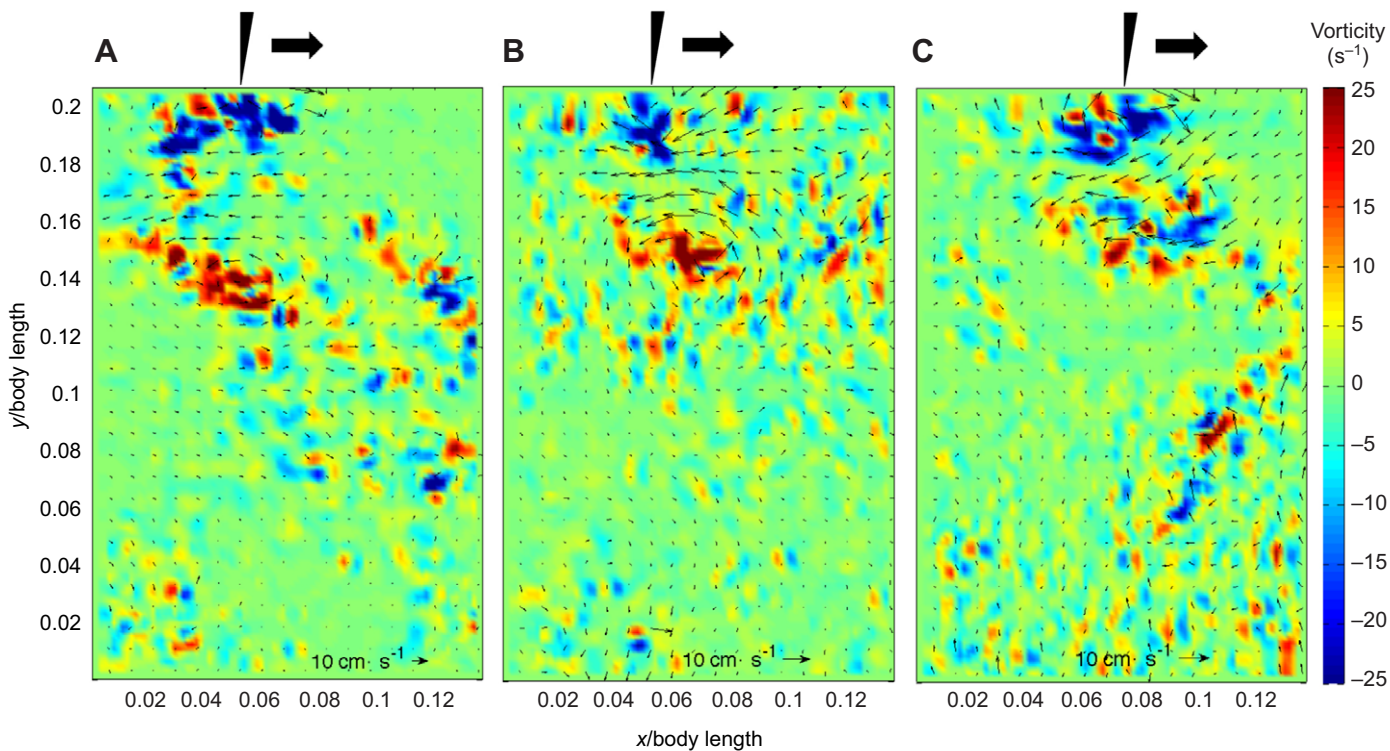 A
B
C
Vorticity
(s–1)
25
20
15
10
5
0
–5
–10
–15
–20
–25
y/body length
0.2
0.18
0.16
0.14
0.12
0.1
0.08
0.06
0.04
0.02
10 cm· s-1
10 cm· s-1
10 cm· s-1
0.02 0.04 0.06 0.08 0.1 0.12
0.02 0.04 0.06 0.08 0.1 0.12
0.02 0.04 0.06 0.08 0.1 0.12
x/body length